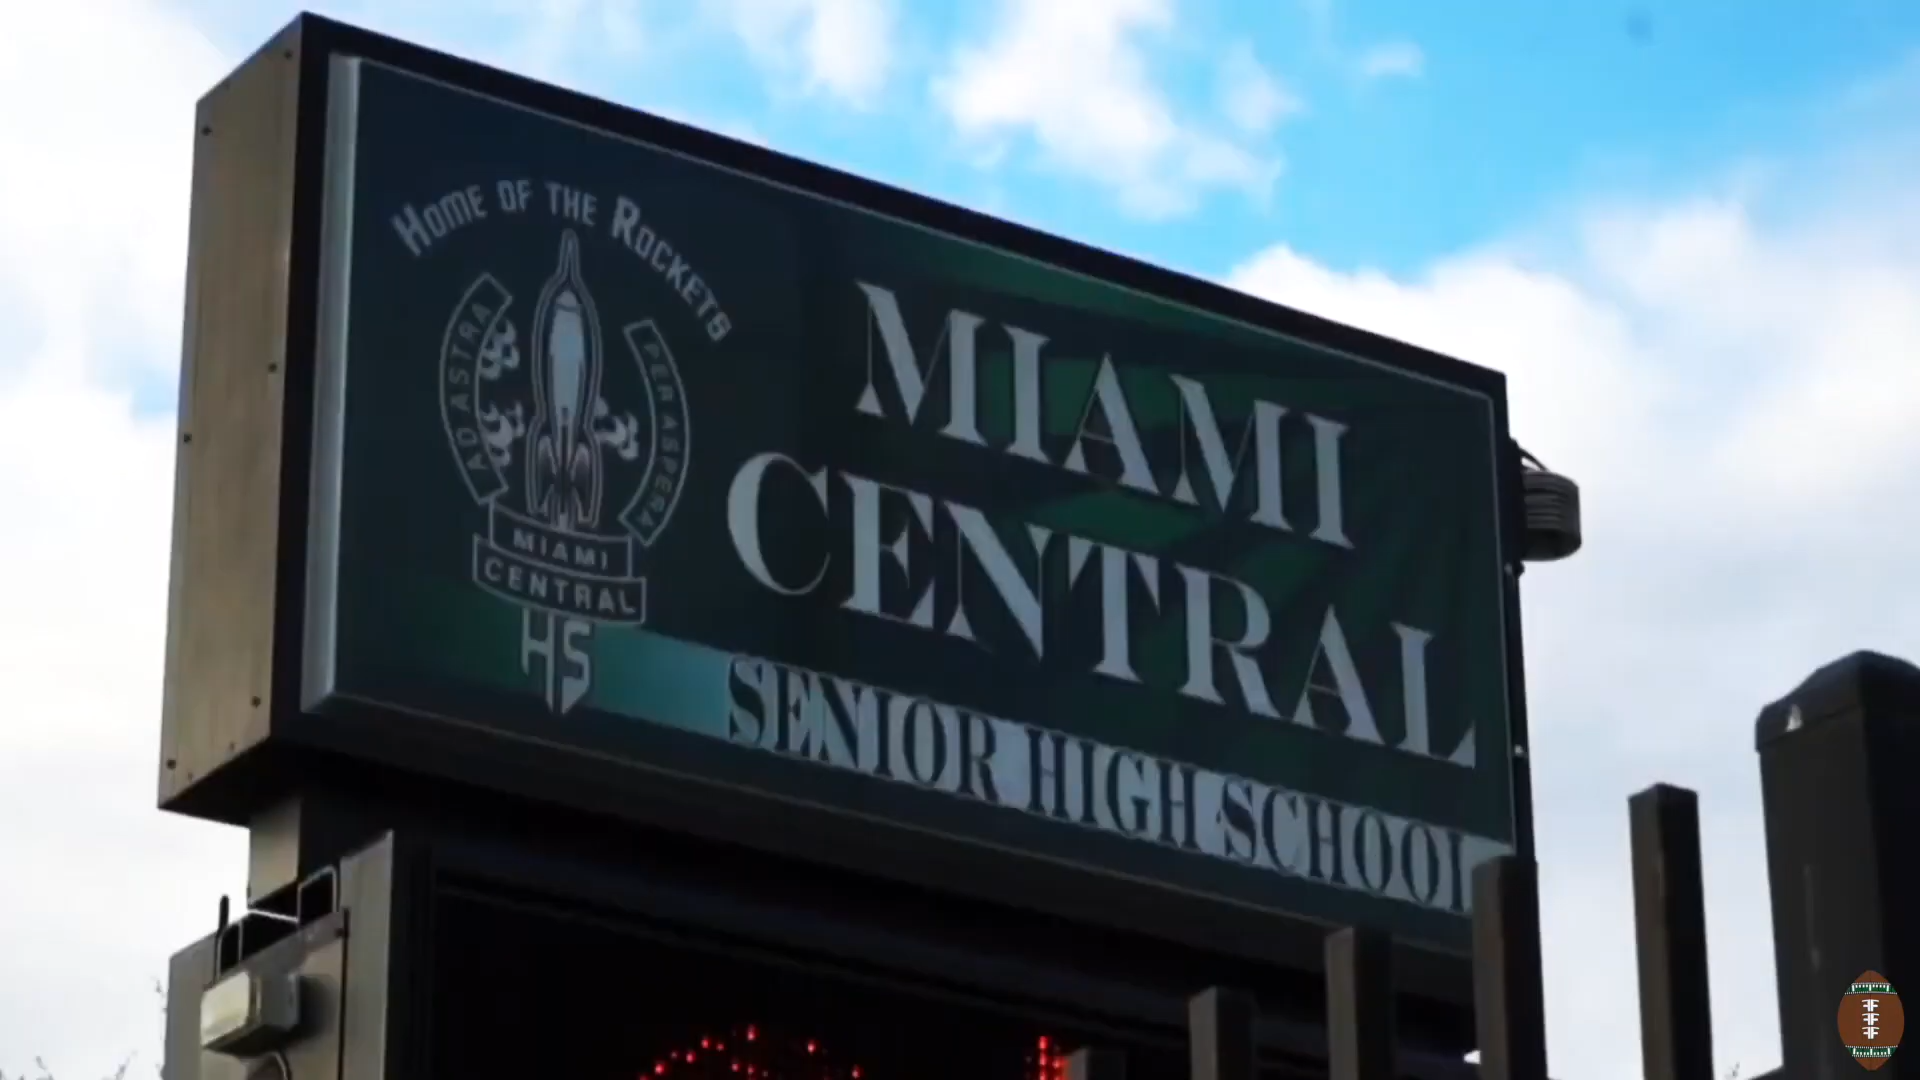 Home of the Rockets
AD ASTRA
PER ASPERA
MIAMI
CENTRAL
HS
MIAMI
CENTRAL
SENIOR HIGH SCHOOL